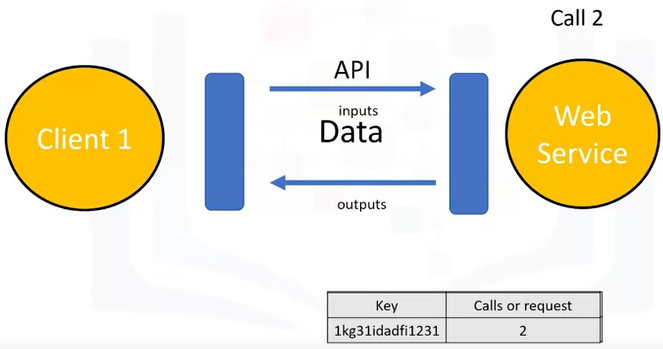 Call 2
API
Client 1
inputs
Data
Web
Service
outputs
Key Calls or request
1kg31idadfi1231 2